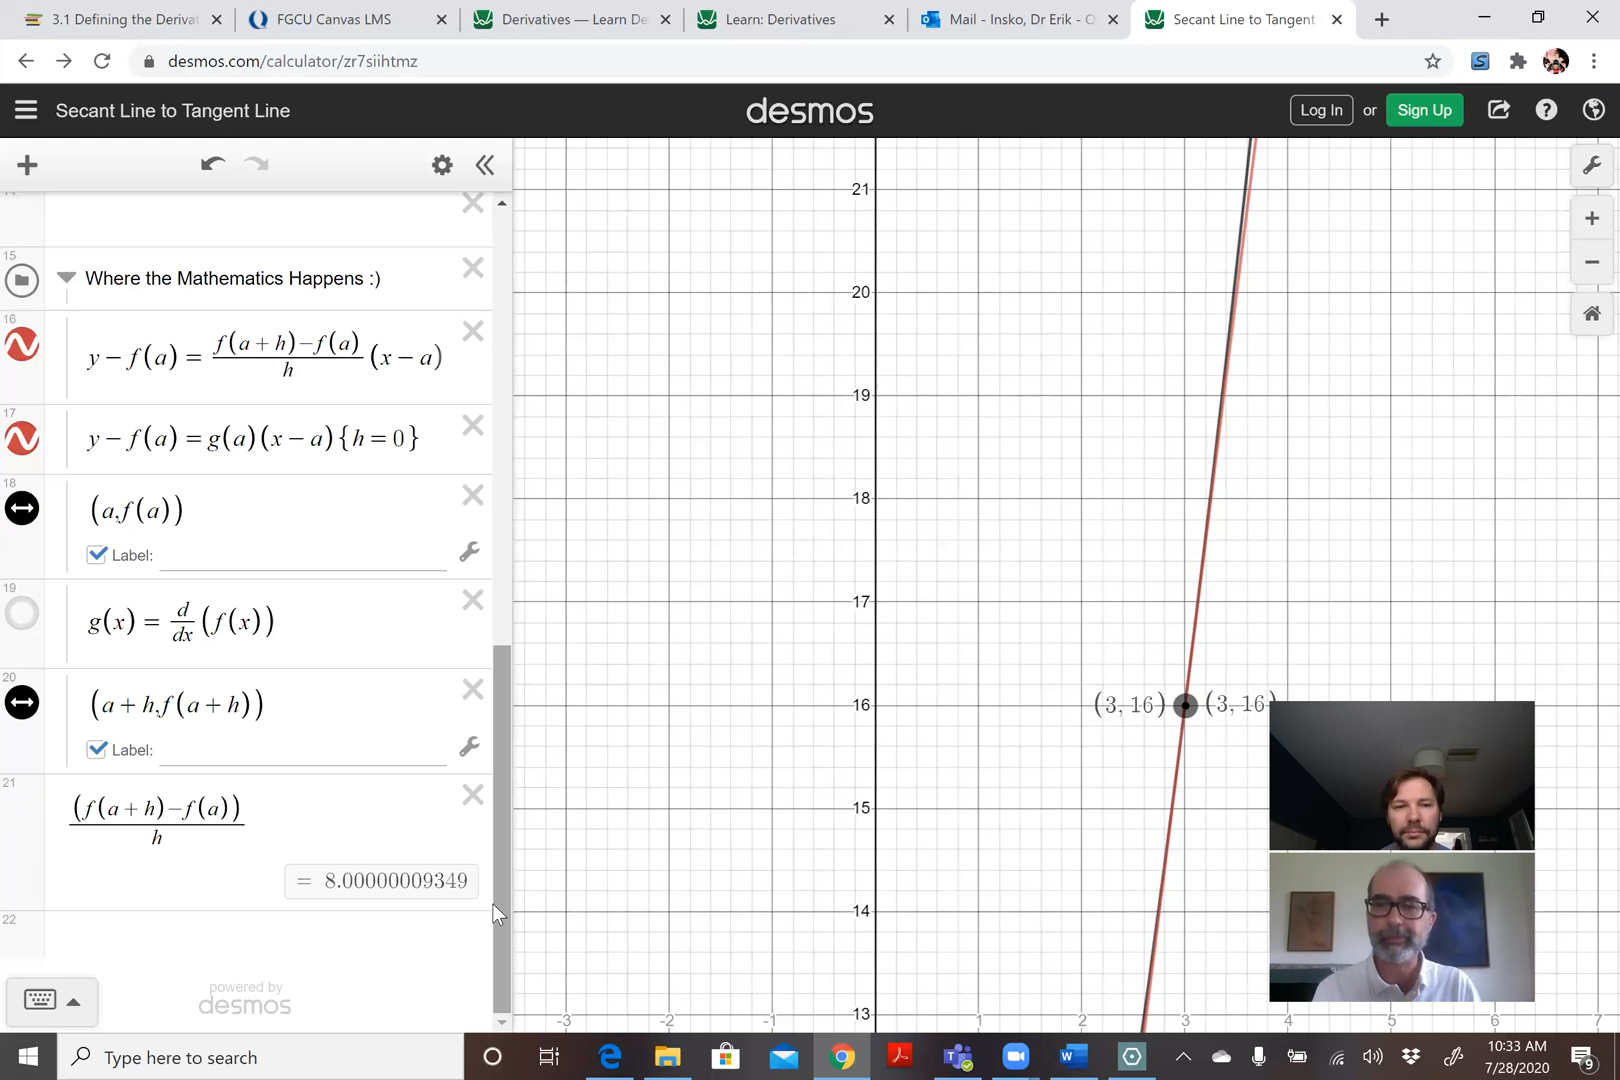 3.1 Defining the Deriva
FGCU Canvas LMS
Derivatives — Learn De
Learn: Derivatives
Mail - Insko, Dr Erik - O
Secant Line to Tangent
desmos.com/calculator/zr7siihtmz
Secant Line to Tangent Line
desmos
Log In or Sign Up
15
Where the Mathematics Happens :)
16
y − f(a) = (f(a + h) − f(a))/h (x − a)
17
y − f(a) = g(a)(x − a){h = 0}
18
(a, f(a))
Label:
19
g(x) = d/dx (f(x))
20
(a + h, f(a + h))
Label:
21
(f(a + h) − f(a))/h
= 8.00000009349
22
powered by
desmos
21
20
19
18
17
16
15
14
13
(3, 16) (3, 16)
-3 -2 -1 1 2 3 4 5 6 7
Type here to search
10:33 AM
7/28/2020
9